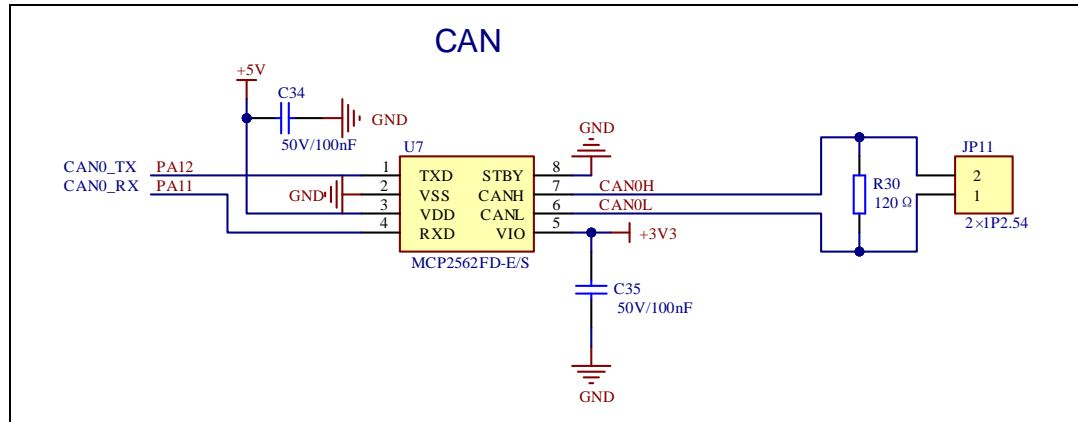 CAN
+5V
C34
GND
50V/100nF
GND
U7
JP11
CAN0_TX PA12 1 TXD STBY 8
CAN0_RX PA11 GND 2 VSS CANH 7 CAN0H
3 VDD CANL 6 CAN0L
4 RXD VIO 5 +3V3
R30
120 Ω
2
1
2×1P2.54
MCP2562FD-E/S
C35
50V/100nF
GND